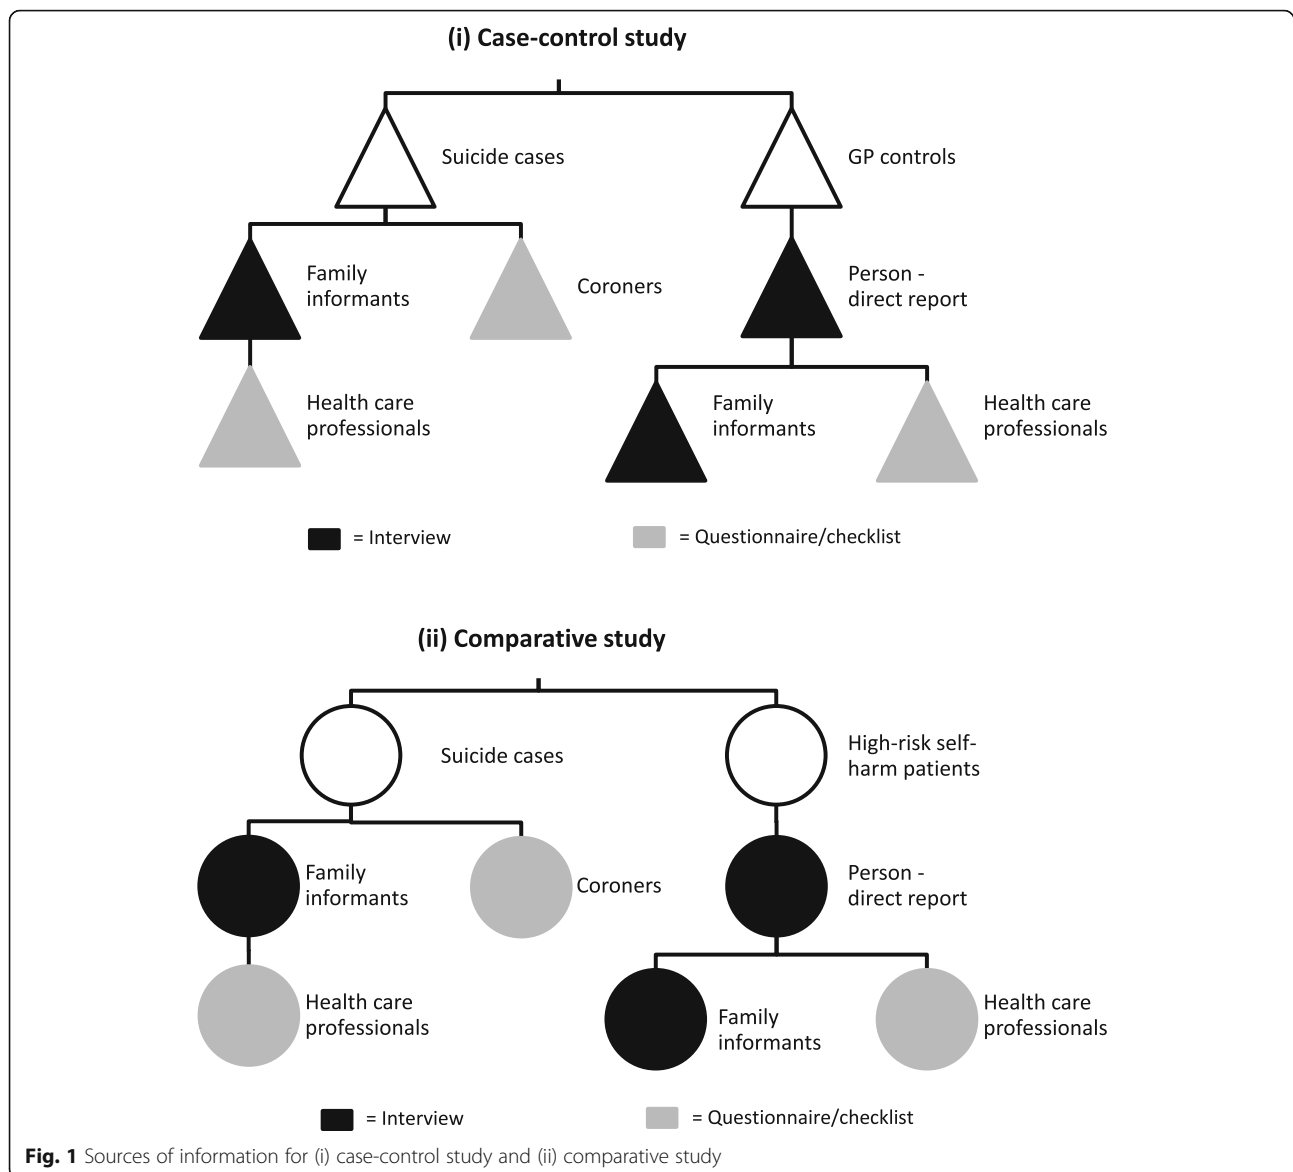 (i) Case-control study
Suicide cases
GP controls
Family
informants
Coroners
Person -
direct report
Health care
professionals
Family
informants
Health care
professionals
= Interview
= Questionnaire/checklist
(ii) Comparative study
Suicide cases
High-risk self-
harm patients
Family
informants
Coroners
Person -
direct report
Health care
professionals
Family
informants
Health care
professionals
= Interview
= Questionnaire/checklist
Fig. 1 Sources of information for (i) case-control study and (ii) comparative study